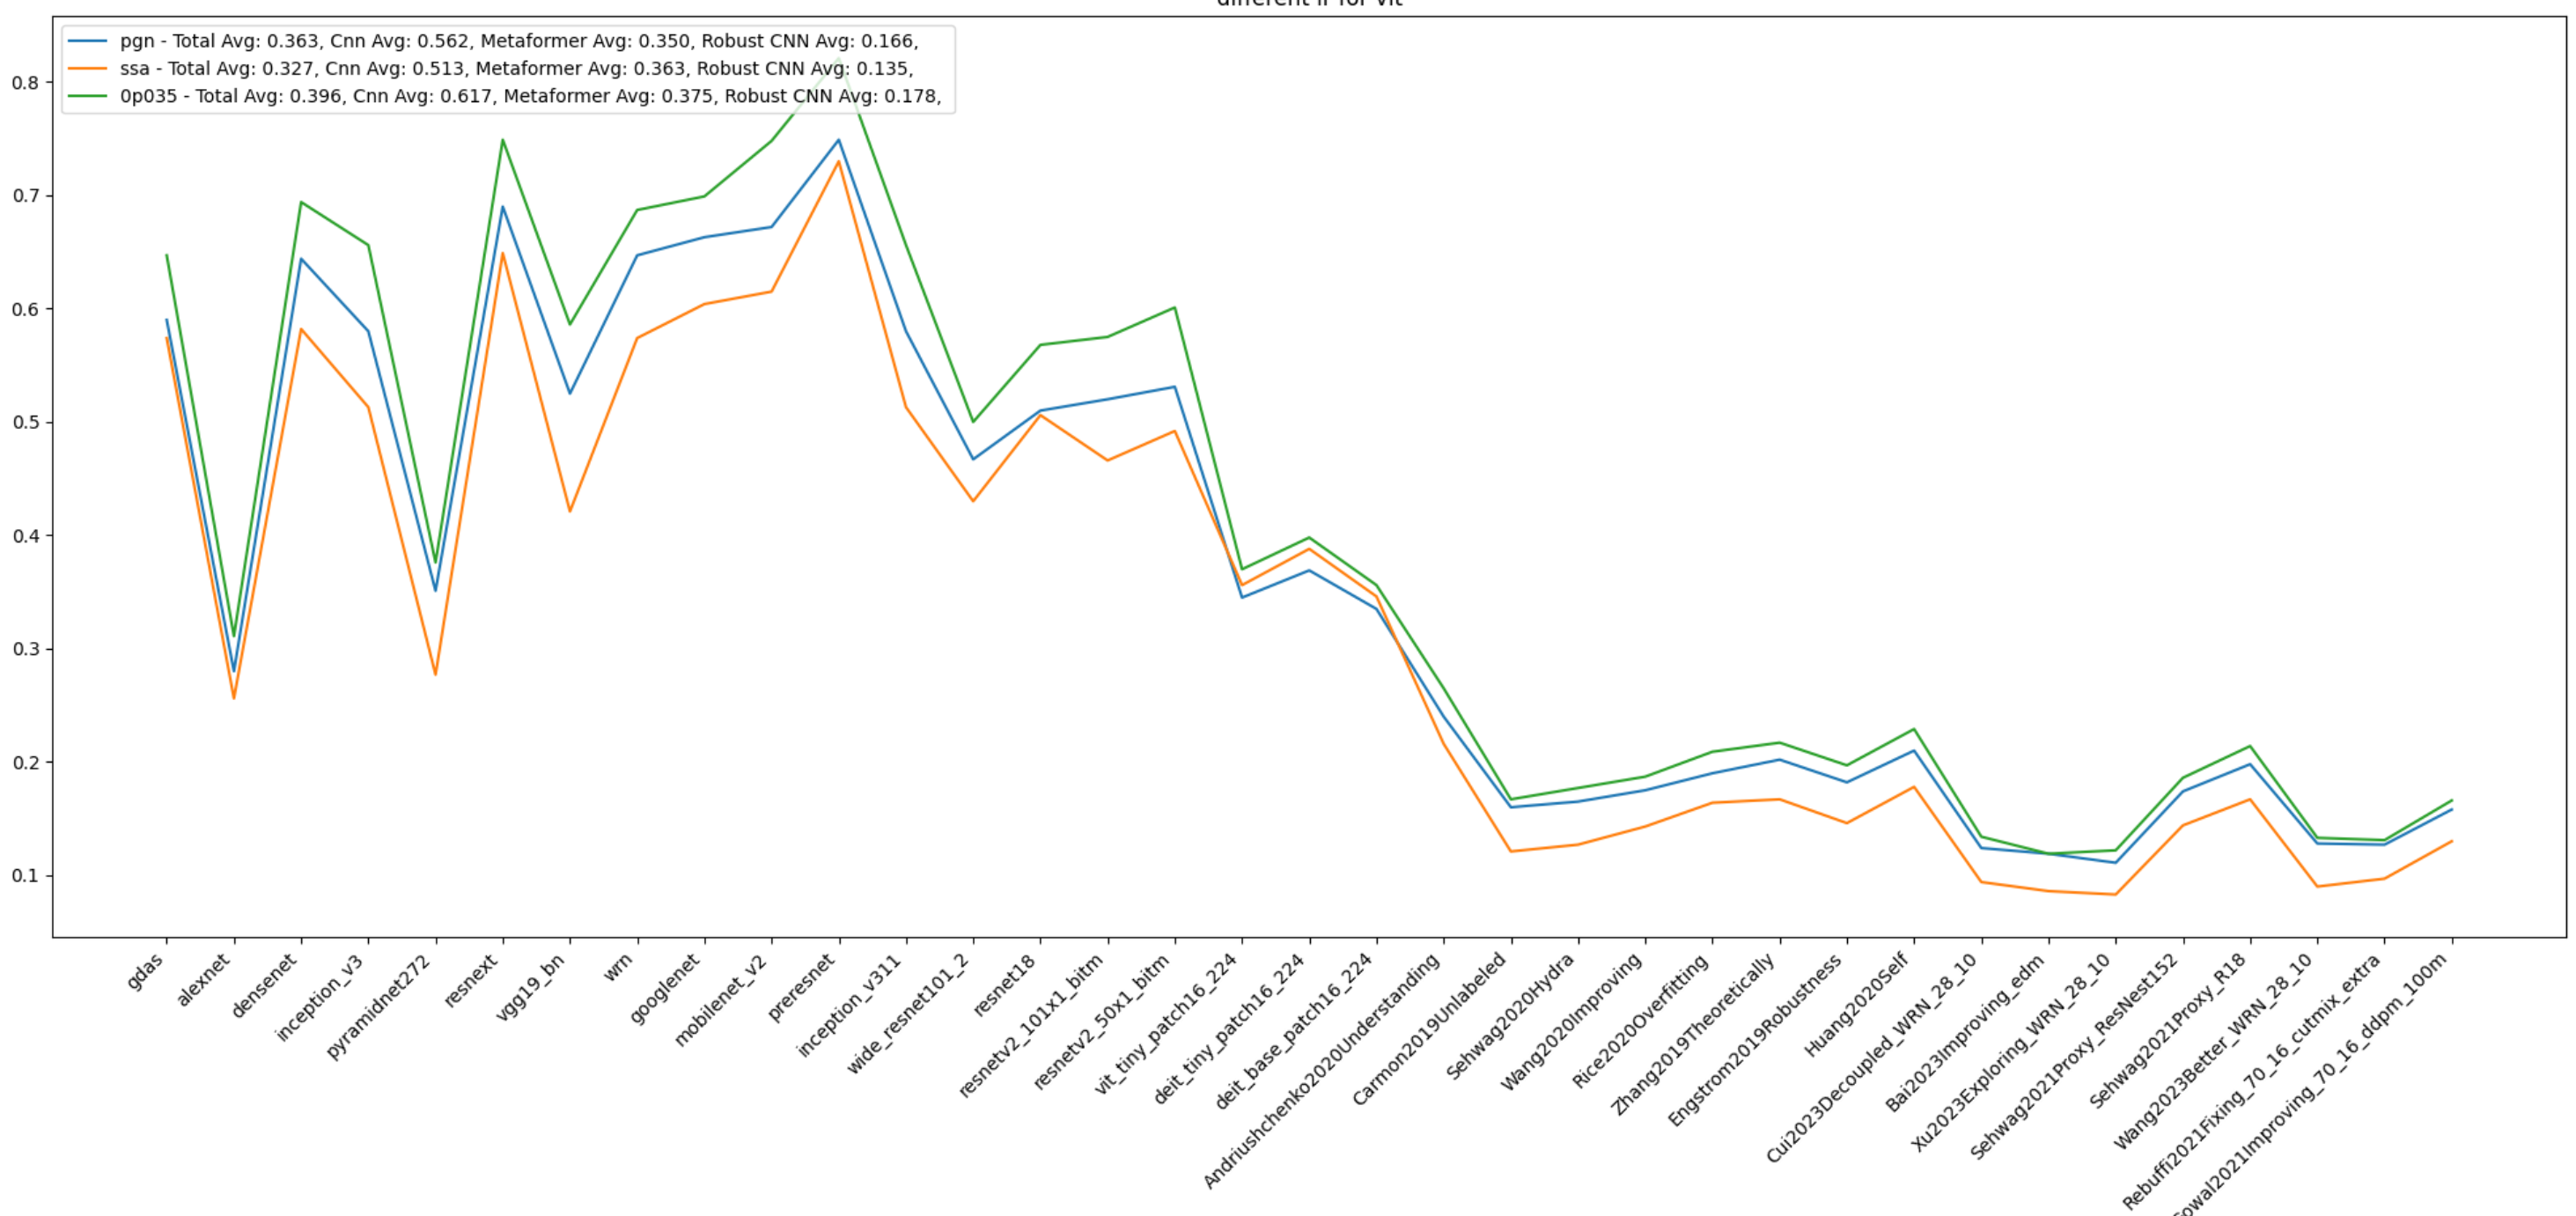 different lr for vit
pgn - Total Avg: 0.363, Cnn Avg: 0.562, Metaformer Avg: 0.350, Robust CNN Avg: 0.166,
ssa - Total Avg: 0.327, Cnn Avg: 0.513, Metaformer Avg: 0.363, Robust CNN Avg: 0.135,
0p035 - Total Avg: 0.396, Cnn Avg: 0.617, Metaformer Avg: 0.375, Robust CNN Avg: 0.178,
0.8
0.7
0.6
0.5
0.4
0.3
0.2
0.1
gdas
alexnet
densenet
inception_v3
pyramidnet272
resnext
vgg19_bn
wrn
googlenet
mobilenet_v2
preresnet
inception_v311
wide_resnet101_2
resnet18
resnetv2_101x1_bitm
resnetv2_50x1_bitm
vit_tiny_patch16_224
deit_tiny_patch16_224
deit_base_patch16_224
Andriushchenko2020Understanding
Carmon2019Unlabeled
Sehwag2020Hydra
Wang2020Improving
Rice2020Overfitting
Zhang2019Theoretically
Engstrom2019Robustness
Huang2020Self
Cui2023Decoupled_WRN_28_10
Bai2023Improving_edm
Xu2023Exploring_WRN_28_10
Sehwag2021Proxy_ResNest152
Sehwag2021Proxy_R18
Wang2023Better_WRN_28_10
Rebuffi2021Fixing_70_16_cutmix_extra
owal2021Improving_70_16_ddpm_100m